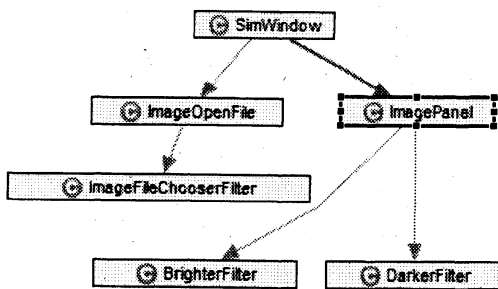 SimWindow
ImageOpenFile
ImagePanel
ImageFileChooserFilter
BrighterFilter
DarkerFilter